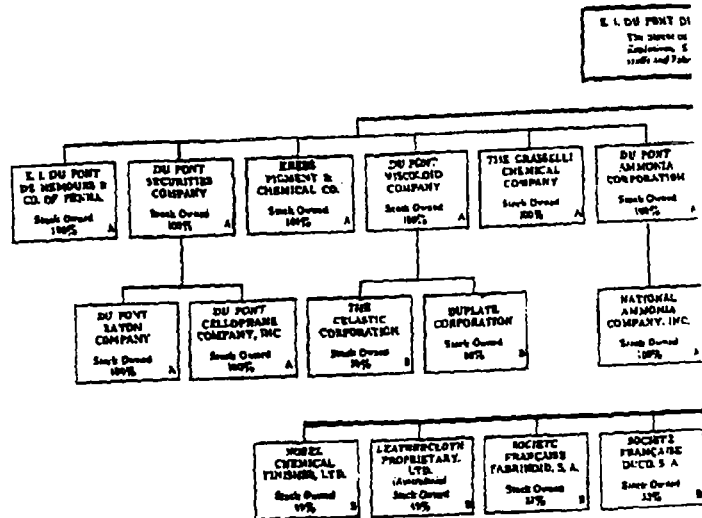 E. I. DU PONT DE
E. I. DU PONT
DE NEMOURS &
CO. OF PENNA.
Stock Owned
100%
A
DU PONT
SECURITIES
COMPANY
Stock Owned
100%
A
KREBS
PIGMENT &
CHEMICAL CO.
Stock Owned
100%
A
DU PONT
VISCOLOID
COMPANY
Stock Owned
100%
A
THE GRASSELLI
CHEMICAL
COMPANY
Stock Owned
100%
A
DU PONT
AMMONIA
CORPORATION
Stock Owned
100%
A
DU PONT
RAYON
COMPANY
Stock Owned
100%
A
DU PONT
CELLOPHANE
COMPANY, INC
Stock Owned
100%
A
THE
CELASTIC
CORPORATION
Stock Owned
B
DUPLATE
CORPORATION
Stock Owned
B
NATIONAL
AMMONIA
COMPANY, INC.
Stock Owned
100%
A
NOBEL
CHEMICAL
FINISHES, LTD.
Stock Owned
49%
B
LEATHERCLOTH
PROPRIETARY,
LTD.
(Australia)
Stock Owned
49%
B
SOCIETE
FRANÇAISE
FABRIKOID, S. A.
Stock Owned
B
SOCIETE
FRANÇAISE
DUCO, S. A.
Stock Owned
B